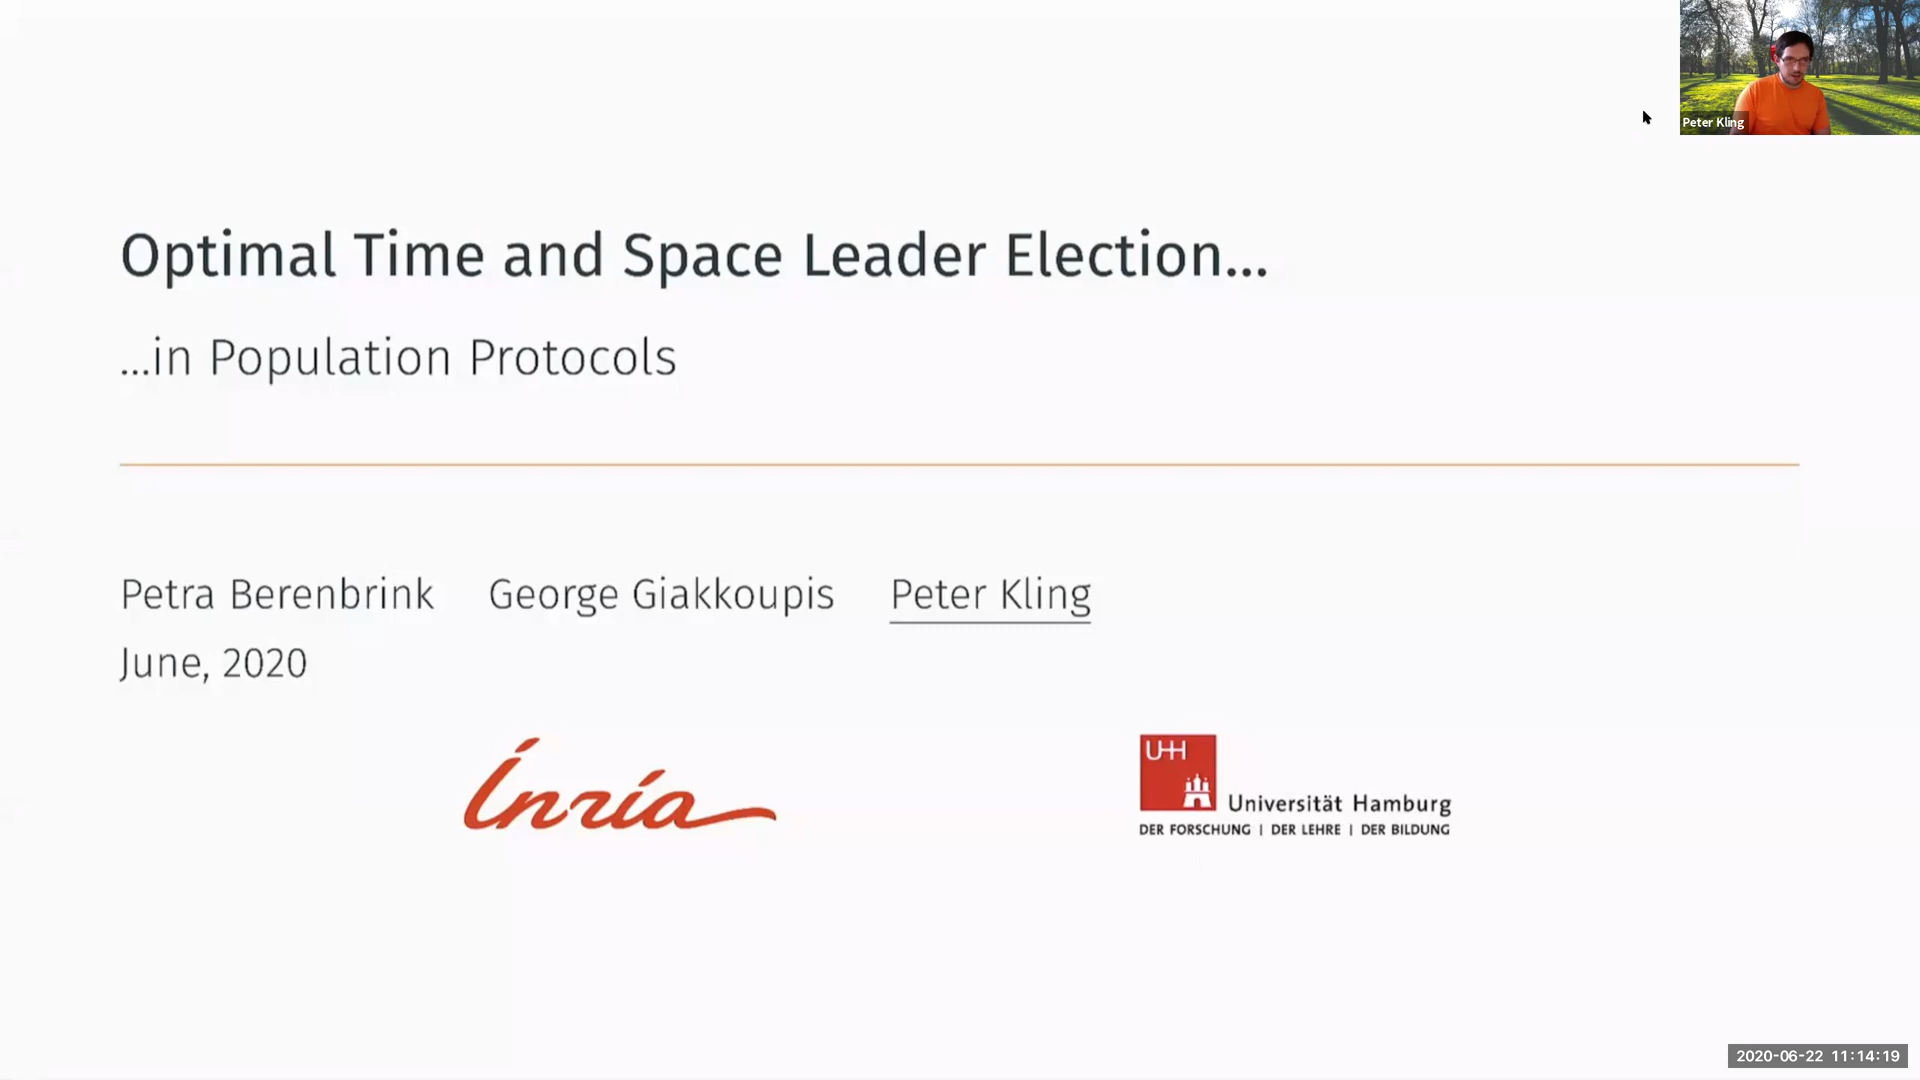 Peter Kling
Optimal Time and Space Leader Election...
...in Population Protocols
Petra Berenbrink George Giakkoupis Peter Kling
June, 2020
Inria
UHH
Universität Hamburg
DER FORSCHUNG | DER LEHRE | DER BILDUNG
2020-06-22 11:14:19